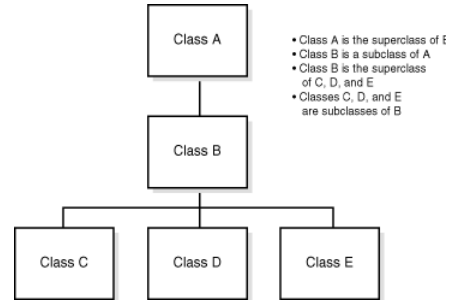 Class A
• Class A is the superclass of
• Class B is a subclass of A
• Class B is the superclass
of C, D, and E
• Classes C, D, and E
are subclasses of B
Class B
Class C
Class D
Class E